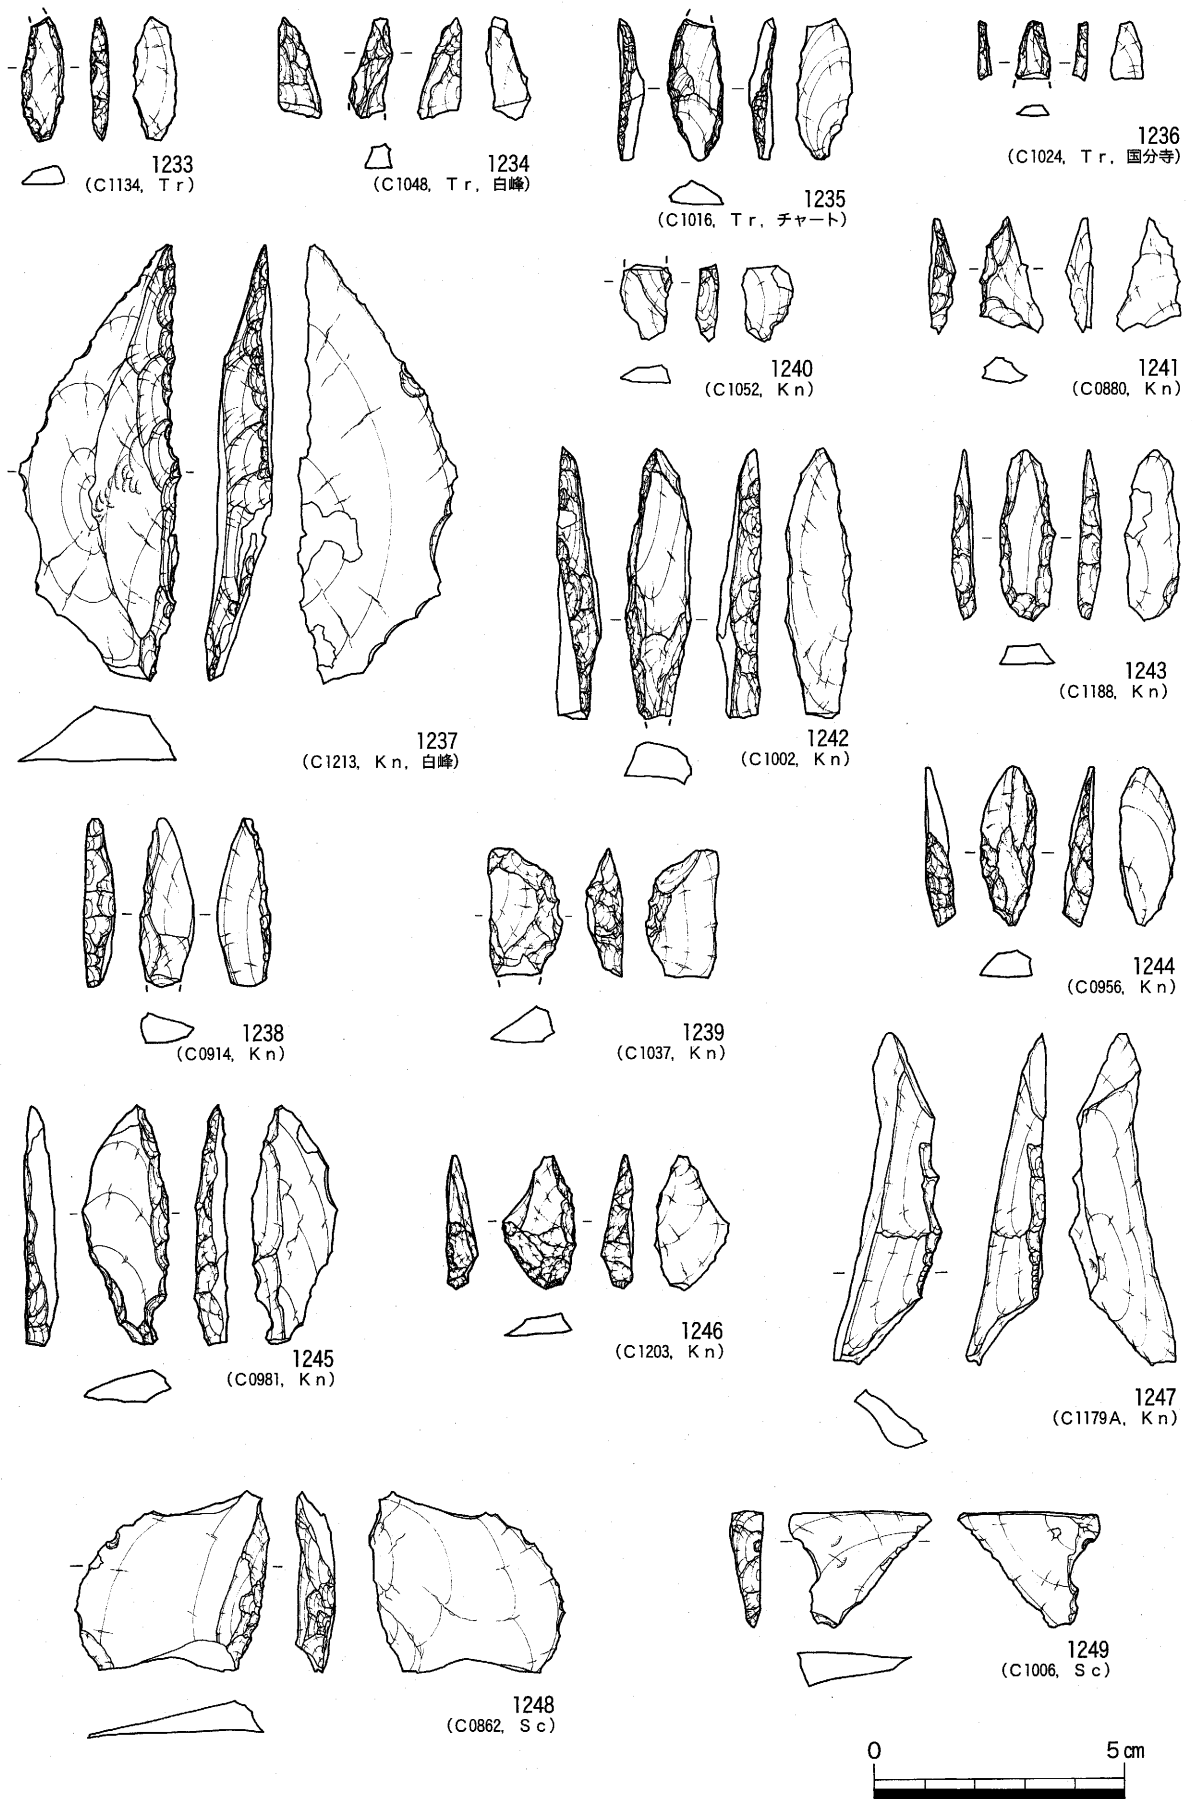 1233
(C1134, Tr)
1234
(C1048, Tr, 白峰)
1235
(C1016, Tr, チャート)
1236
(C1024, Tr, 国分寺)
1237
(C1213, Kn, 白峰)
1240
(C1052, Kn)
1241
(C0880, Kn)
1242
(C1002, Kn)
1243
(C1188, Kn)
1238
(C0914, Kn)
1239
(C1037, Kn)
1244
(C0956, Kn)
1245
(C0981, Kn)
1246
(C1203, Kn)
1247
(C1179A, Kn)
1248
(C0862, Sc)
1249
(C1006, Sc)
0 5cm